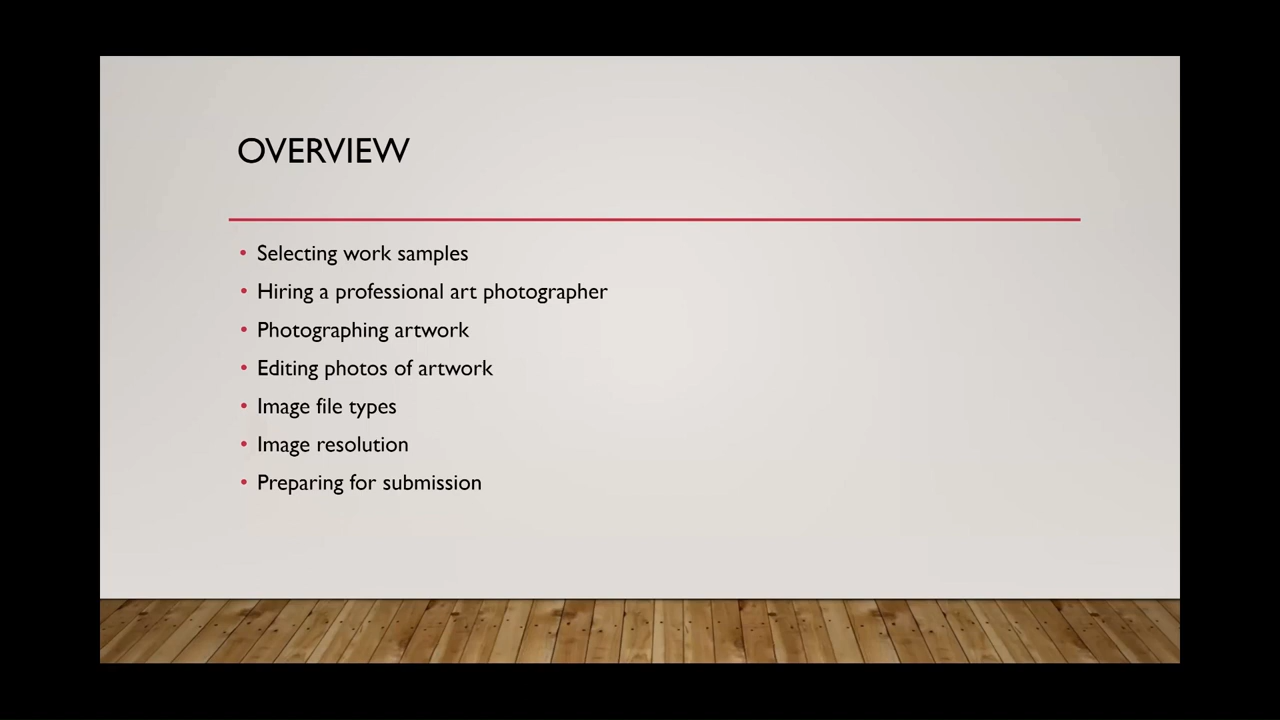 OVERVIEW
• Selecting work samples
• Hiring a professional art photographer
• Photographing artwork
• Editing photos of artwork
• Image file types
• Image resolution
• Preparing for submission